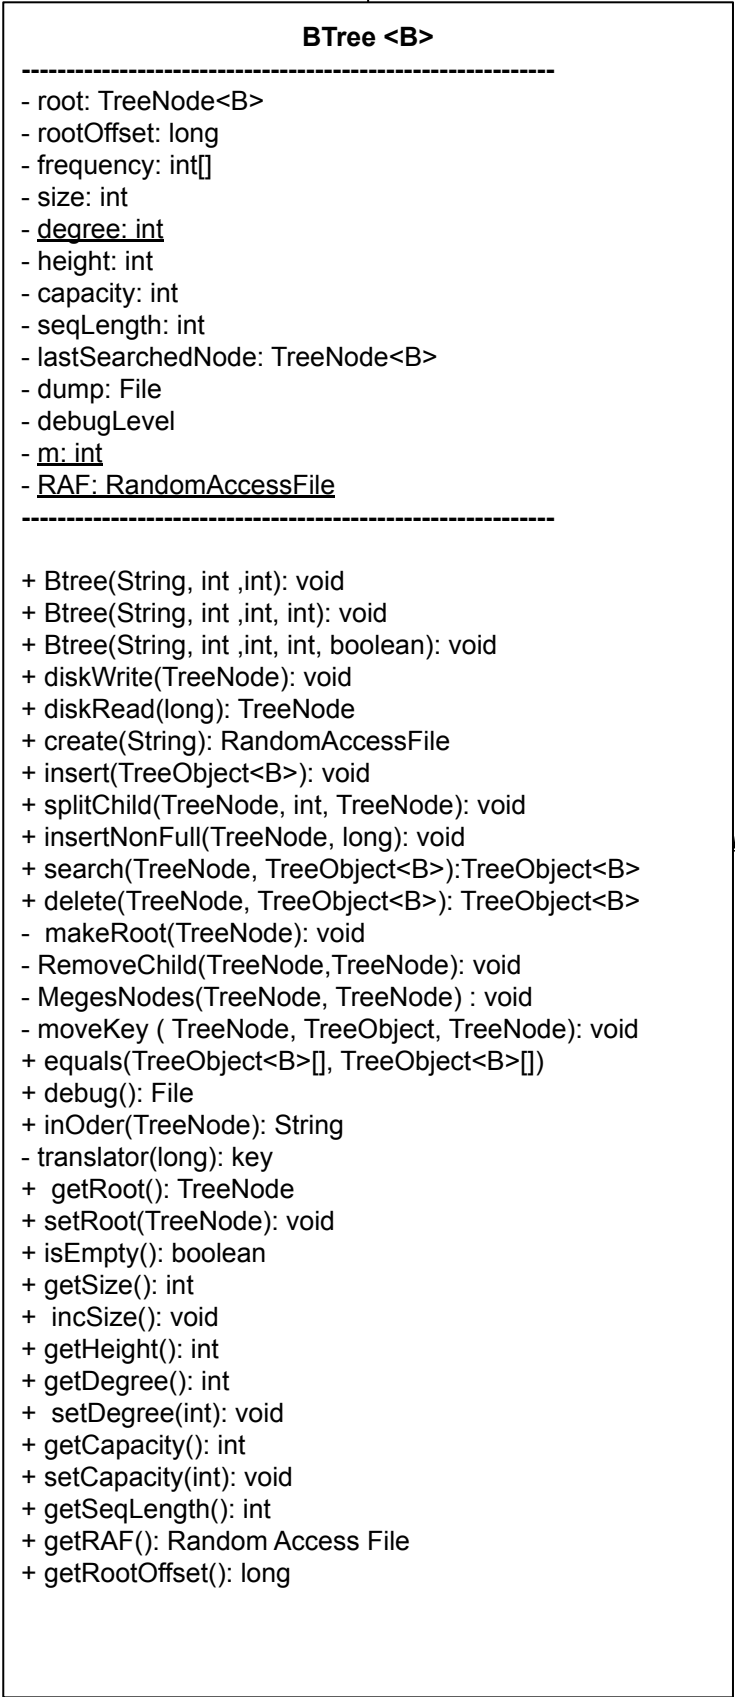 BTree <B>
------------------------------------------------------------
- root: TreeNode<B>
- rootOffset: long
- frequency: int[]
- size: int
- degree: int
- height: int
- capacity: int
- seqLength: int
- lastSearchedNode: TreeNode<B>
- dump: File
- debugLevel
- m: int
- RAF: RandomAccessFile
------------------------------------------------------------
+ Btree(String, int ,int): void
+ Btree(String, int ,int, int): void
+ Btree(String, int ,int, int, boolean): void
+ diskWrite(TreeNode): void
+ diskRead(long): TreeNode
+ create(String): RandomAccessFile
+ insert(TreeObject<B>): void
+ splitChild(TreeNode, int, TreeNode): void
+ insertNonFull(TreeNode, long): void
+ search(TreeNode, TreeObject<B>):TreeObject<B>
+ delete(TreeNode, TreeObject<B>): TreeObject<B>
-  makeRoot(TreeNode): void
- RemoveChild(TreeNode,TreeNode): void
- MegesNodes(TreeNode, TreeNode) : void
- moveKey ( TreeNode, TreeObject, TreeNode): void
+ equals(TreeObject<B>[], TreeObject<B>[])
+ debug(): File
+ inOder(TreeNode): String
- translator(long): key
+  getRoot(): TreeNode
+ setRoot(TreeNode): void
+ isEmpty(): boolean
+ getSize(): int
+  incSize(): void
+ getHeight(): int
+ getDegree(): int
+  setDegree(int): void
+ getCapacity(): int
+ setCapacity(int): void
+ getSeqLength(): int
+ getRAF(): Random Access File
+ getRootOffset(): long